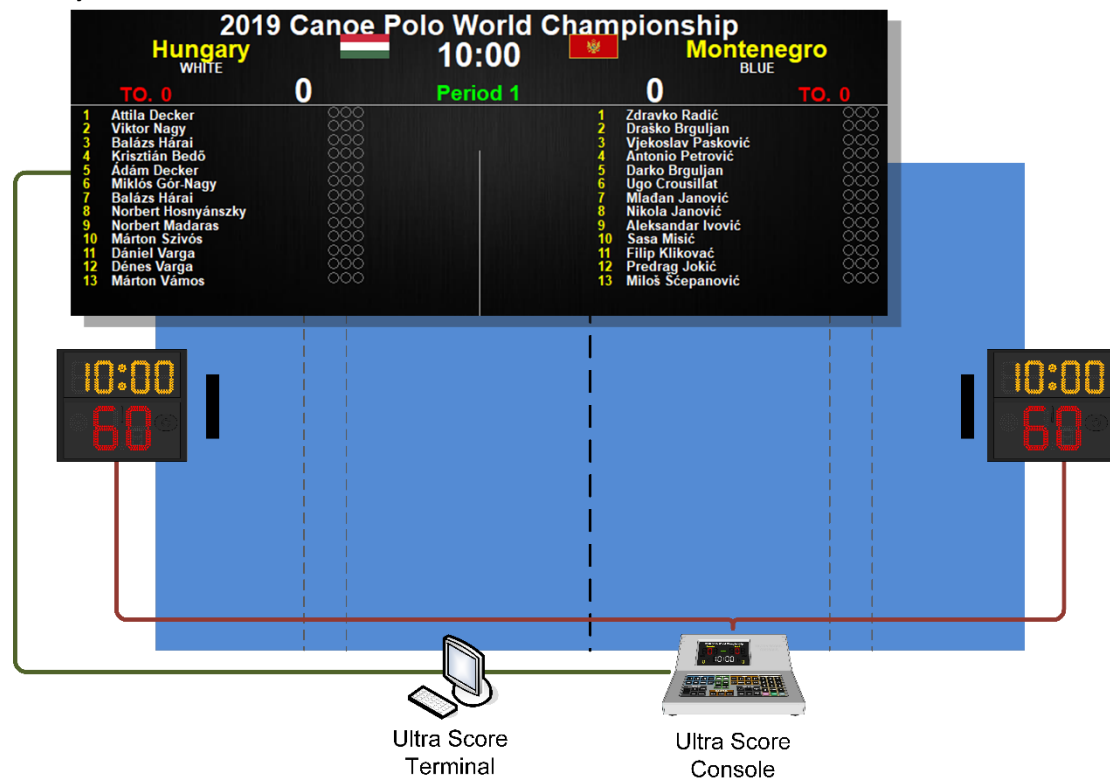 2019 Canoe Polo World Championship
Hungary 10:00 Montenegro
WHITE BLUE
TO. 0 0 Period 1 0 TO. 0
1 Attila Decker
2 Viktor Nagy
3 Balázs Hárai
4 Krisztián Bedő
5 Ádám Decker
6 Miklós Gór-Nagy
7 Balázs Hárai
8 Norbert Hosnyánszky
9 Norbert Madaras
10 Márton Szivós
11 Dániel Varga
12 Dénes Varga
13 Márton Vámos
1 Zdravko Radić
2 Draško Brguljan
3 Vjekoslav Pasković
4 Antonio Petrović
5 Darko Brguljan
6 Ugo Crousillat
7 Mlađan Janović
8 Nikola Janović
9 Aleksandar Ivović
10 Sasa Misić
11 Filip Klikovać
12 Predrag Jokić
13 Miloš Šćepanović
10:00
60
10:00
60
10:00
Ultra Score
Terminal
Ultra Score
Console